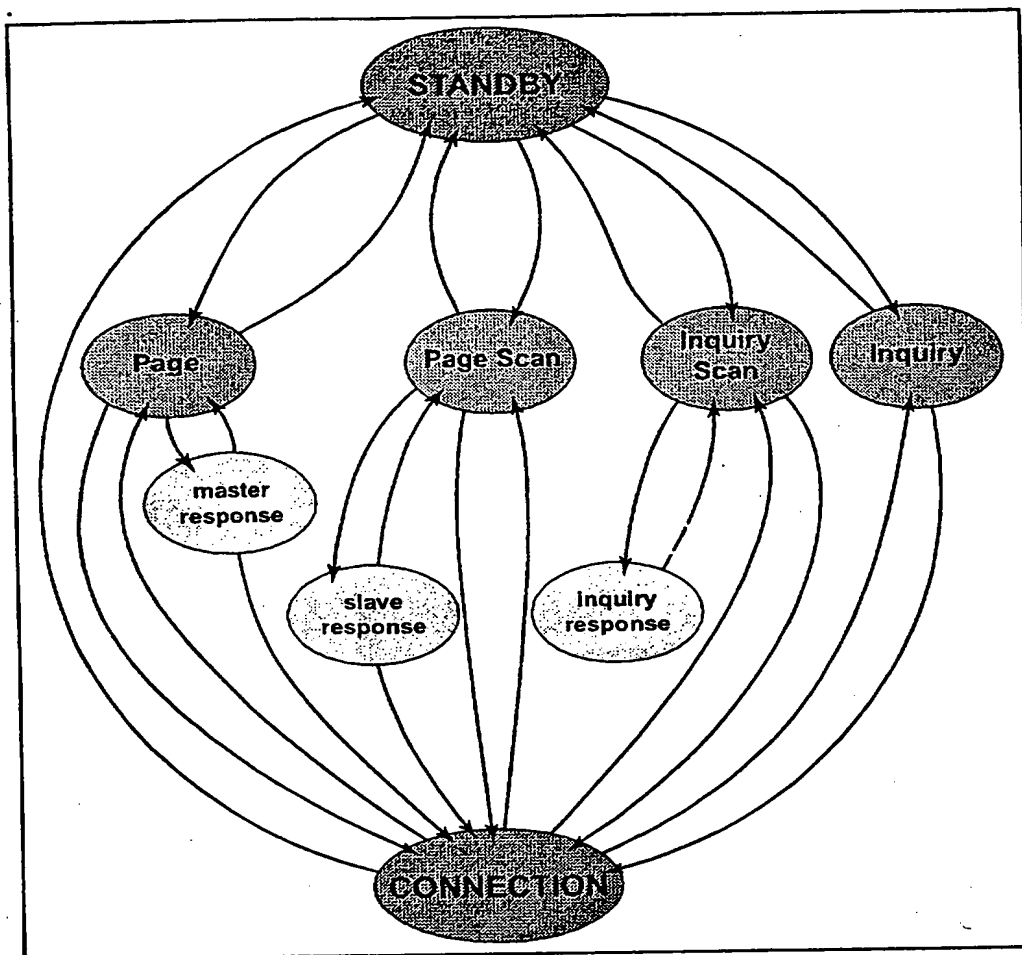 STANDBY
Page
Page Scan
Inquiry
Scan
Inquiry
master
response
slave
response
inquiry
response
CONNECTION